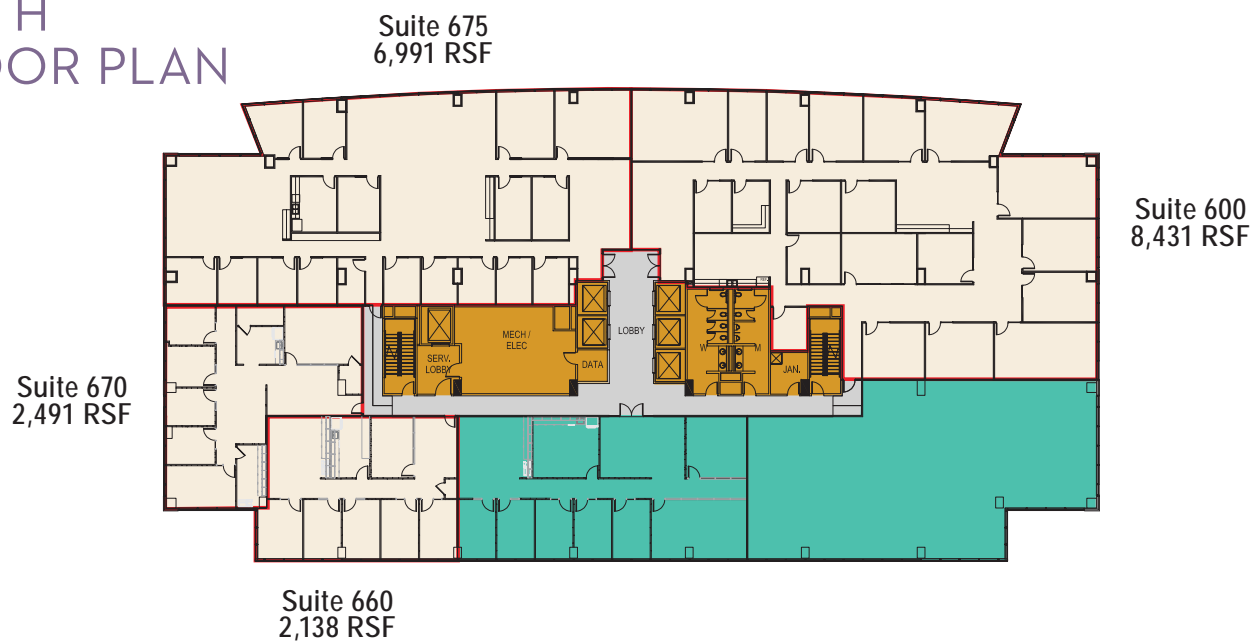 H
OOR PLAN
Suite 675
6,991 RSF
Suite 600
8,431 RSF
LOBBY
MECH /
ELEC
SERV.
LOBBY
DATA
W
M
JAN.
Suite 670
2,491 RSF
Suite 660
2,138 RSF